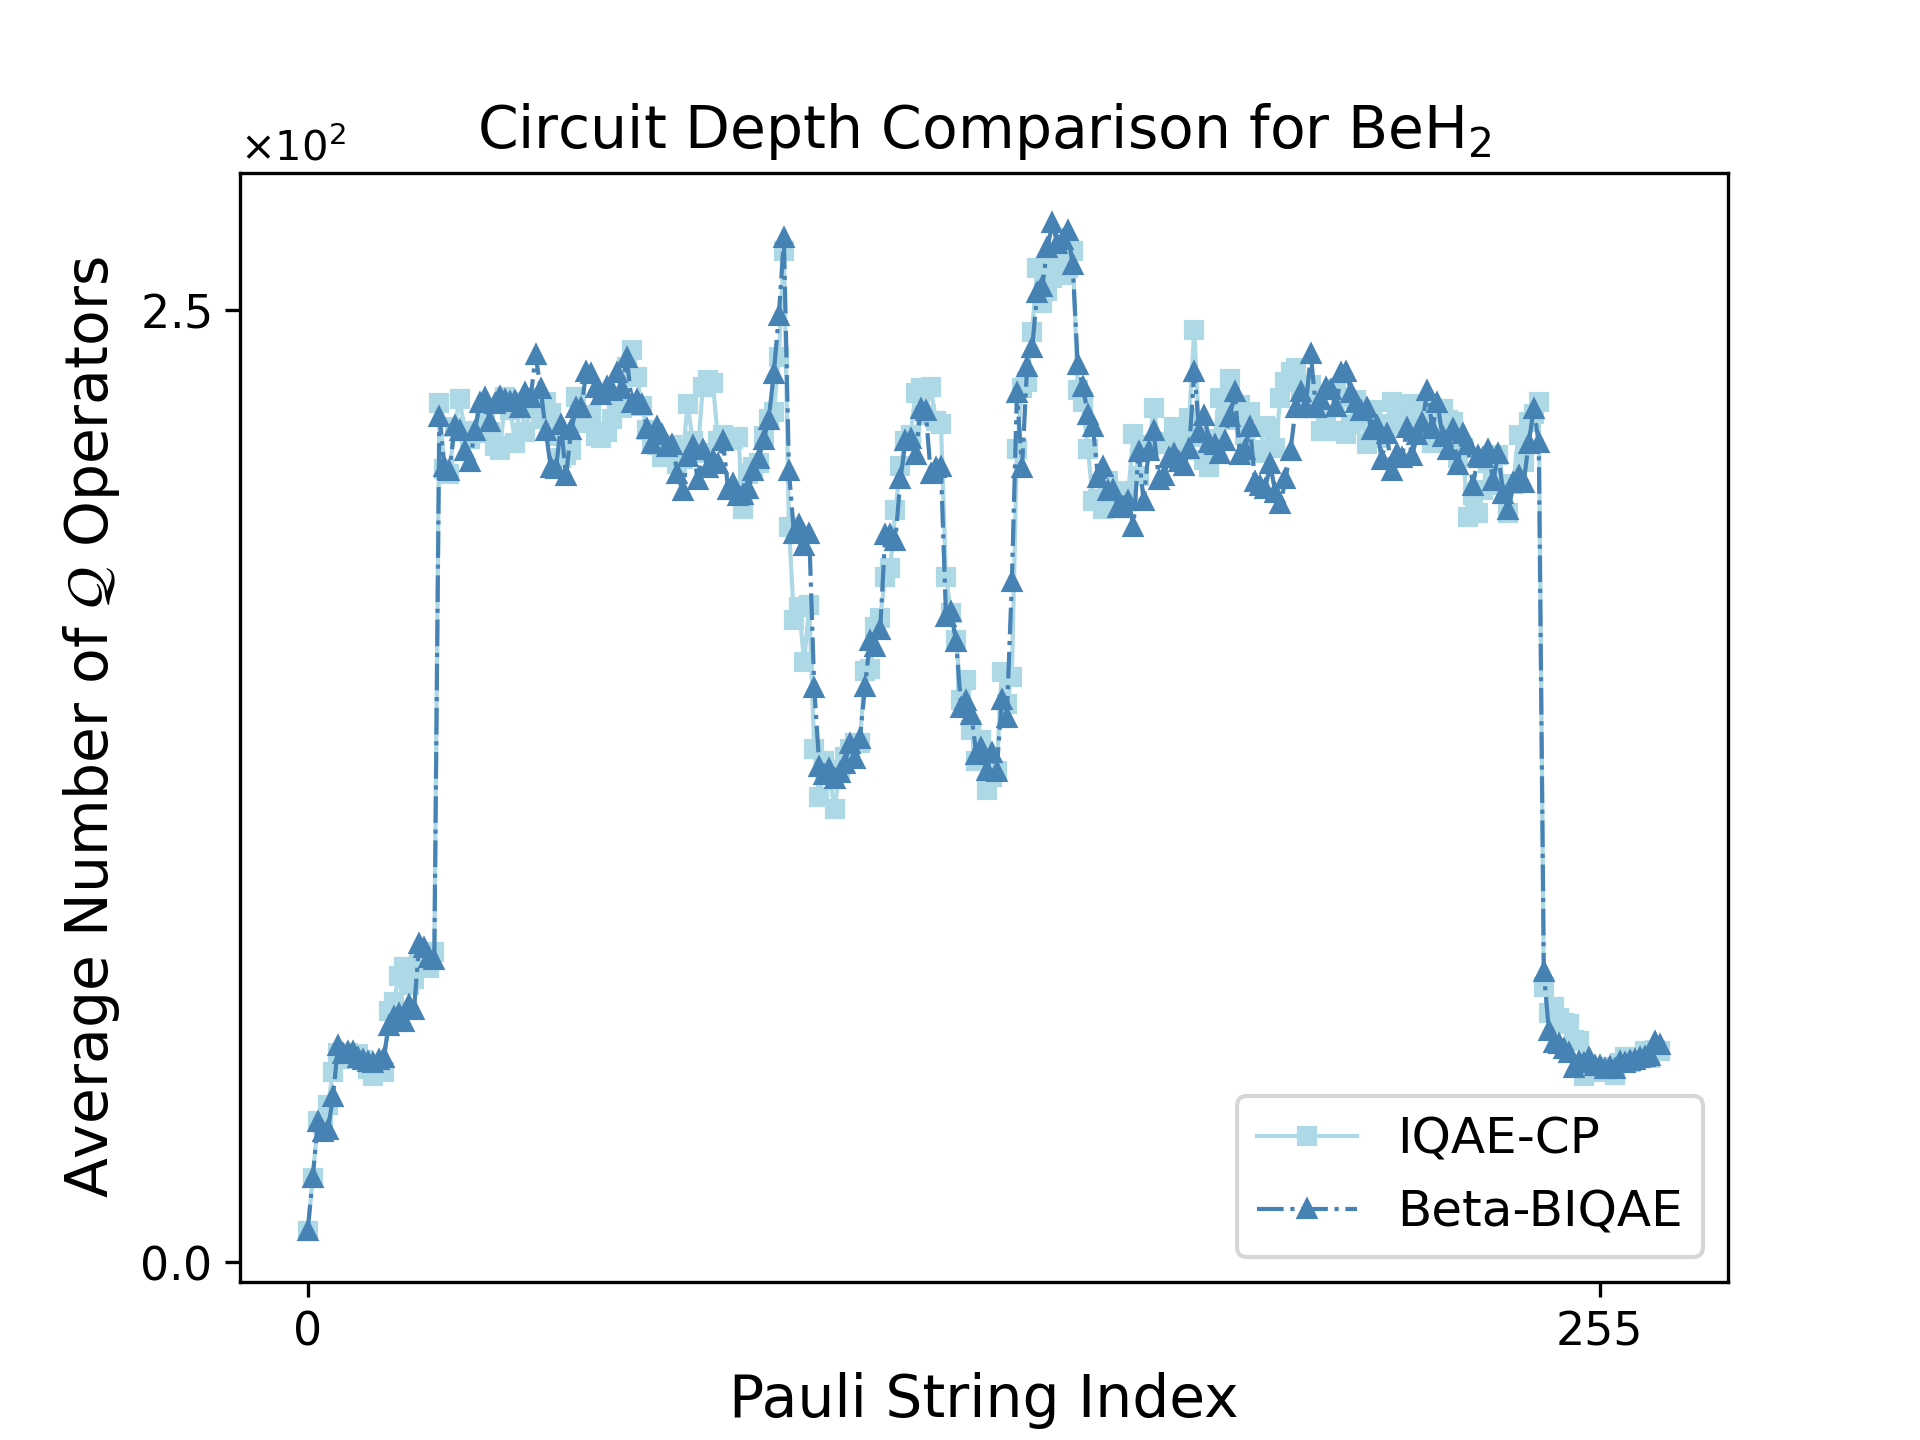 Circuit Depth Comparison for BeH₂
×10²
2.5
0.0
Average Number of 𝒬 Operators
0
255
Pauli String Index
IQAE-CP
Beta-BIQAE